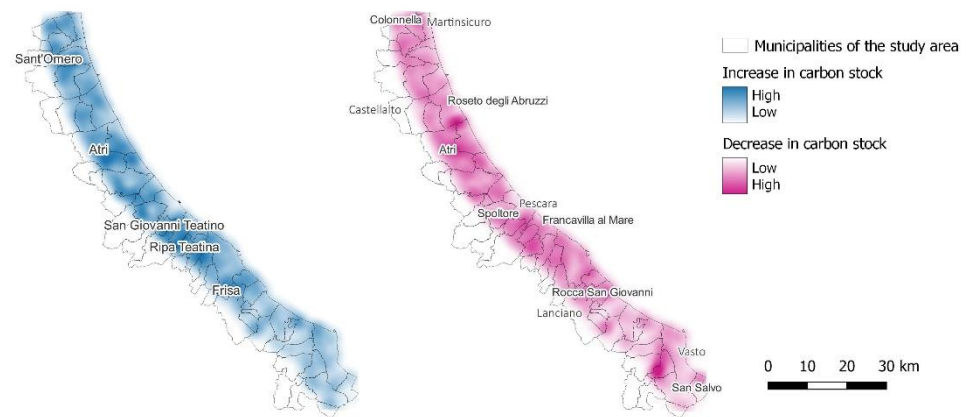 Colonnella
Martinsicuro
Sant'Omero
Castellalto
Roseto degli Abruzzi
Atri
Atri
Pescara
Spoltore
Francavilla al Mare
San Giovanni Teatino
Ripa Teatina
Frisa
Rocca San Giovanni
Lanciano
Vasto
San Salvo
Municipalities of the study area
Increase in carbon stock
High
Low
Decrease in carbon stock
Low
High
0 10 20 30 km